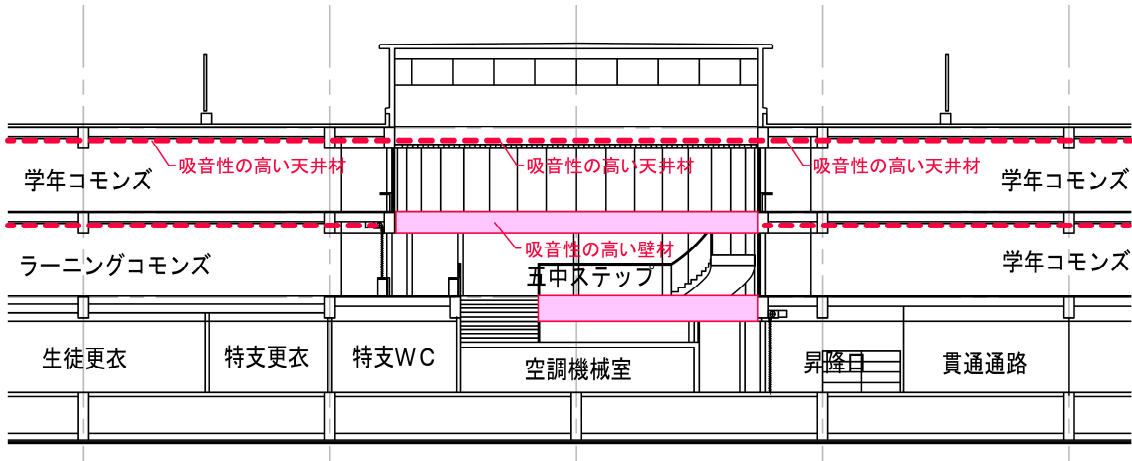 吸音性の高い天井材
吸音性の高い天井材
吸音性の高い天井材
学年コモンズ
学年コモンズ
吸音性の高い壁材
ラーニングコモンズ
五中ステップ
学年コモンズ
生徒更衣
特支更衣
特支WC
空調機械室
昇降口
貫通通路